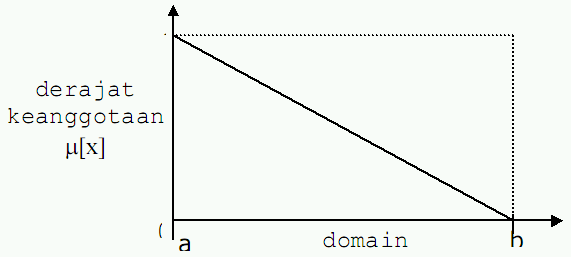 derajat
keanggotaan
μ[x]
a
domain
b